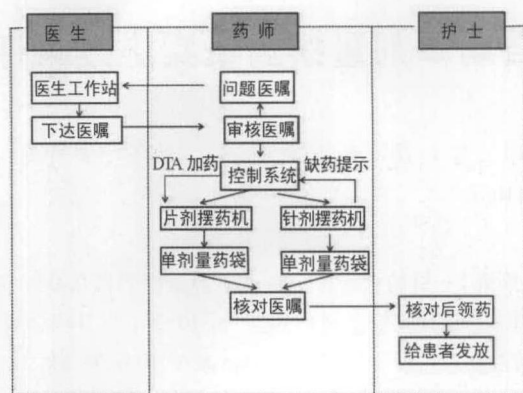 医 生
药 师
护 士
医生工作站
问题医嘱
下达医嘱
审核医嘱
DTA 加药
缺药提示
控制系统
片剂摆药机
针剂摆药机
单剂量药袋
单剂量药袋
核对医嘱
核对后领药
给患者发放